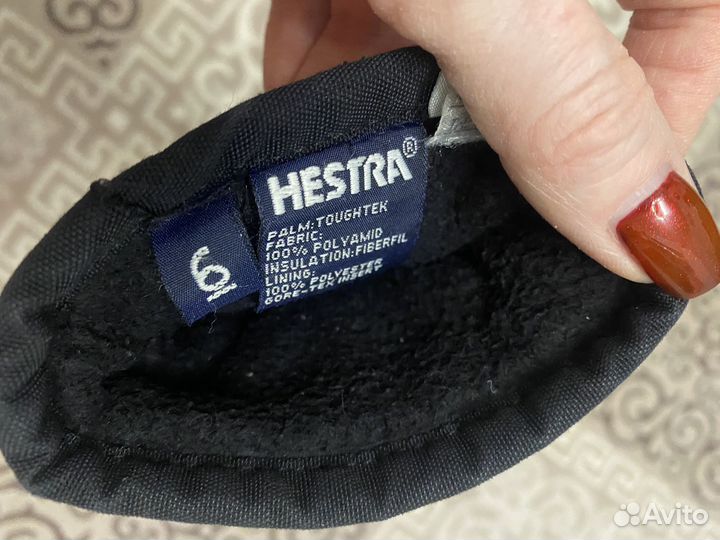 HESTRA®
PALM:TOUGHTEK
FABRIC:
100% POLYAMID
INSULATION:FIBERFIL
LINING:
100% POLYESTER
GORE-TEX INSERT
6
Avito